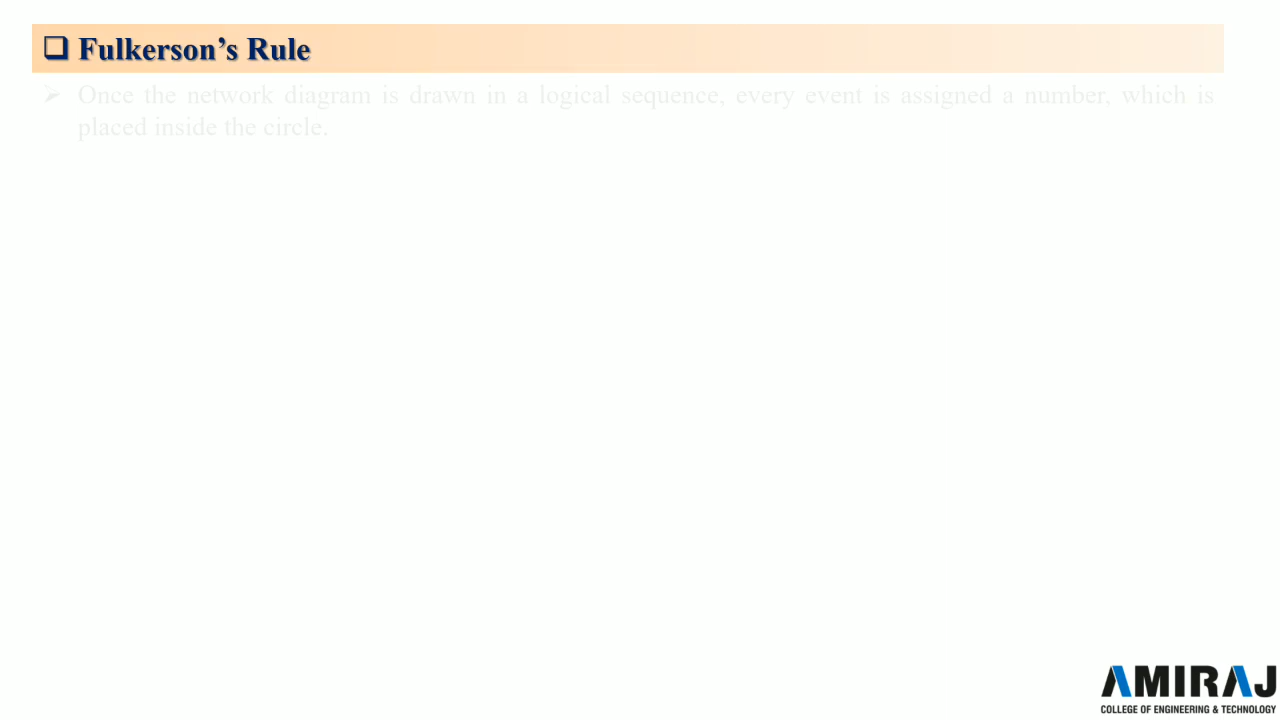 Fulkerson’s Rule
Once the network diagram is drawn in a logical sequence, every event is assigned a number, which is
placed inside the circle.
AMIRAJ
COLLEGE OF ENGINEERING & TECHNOLOGY